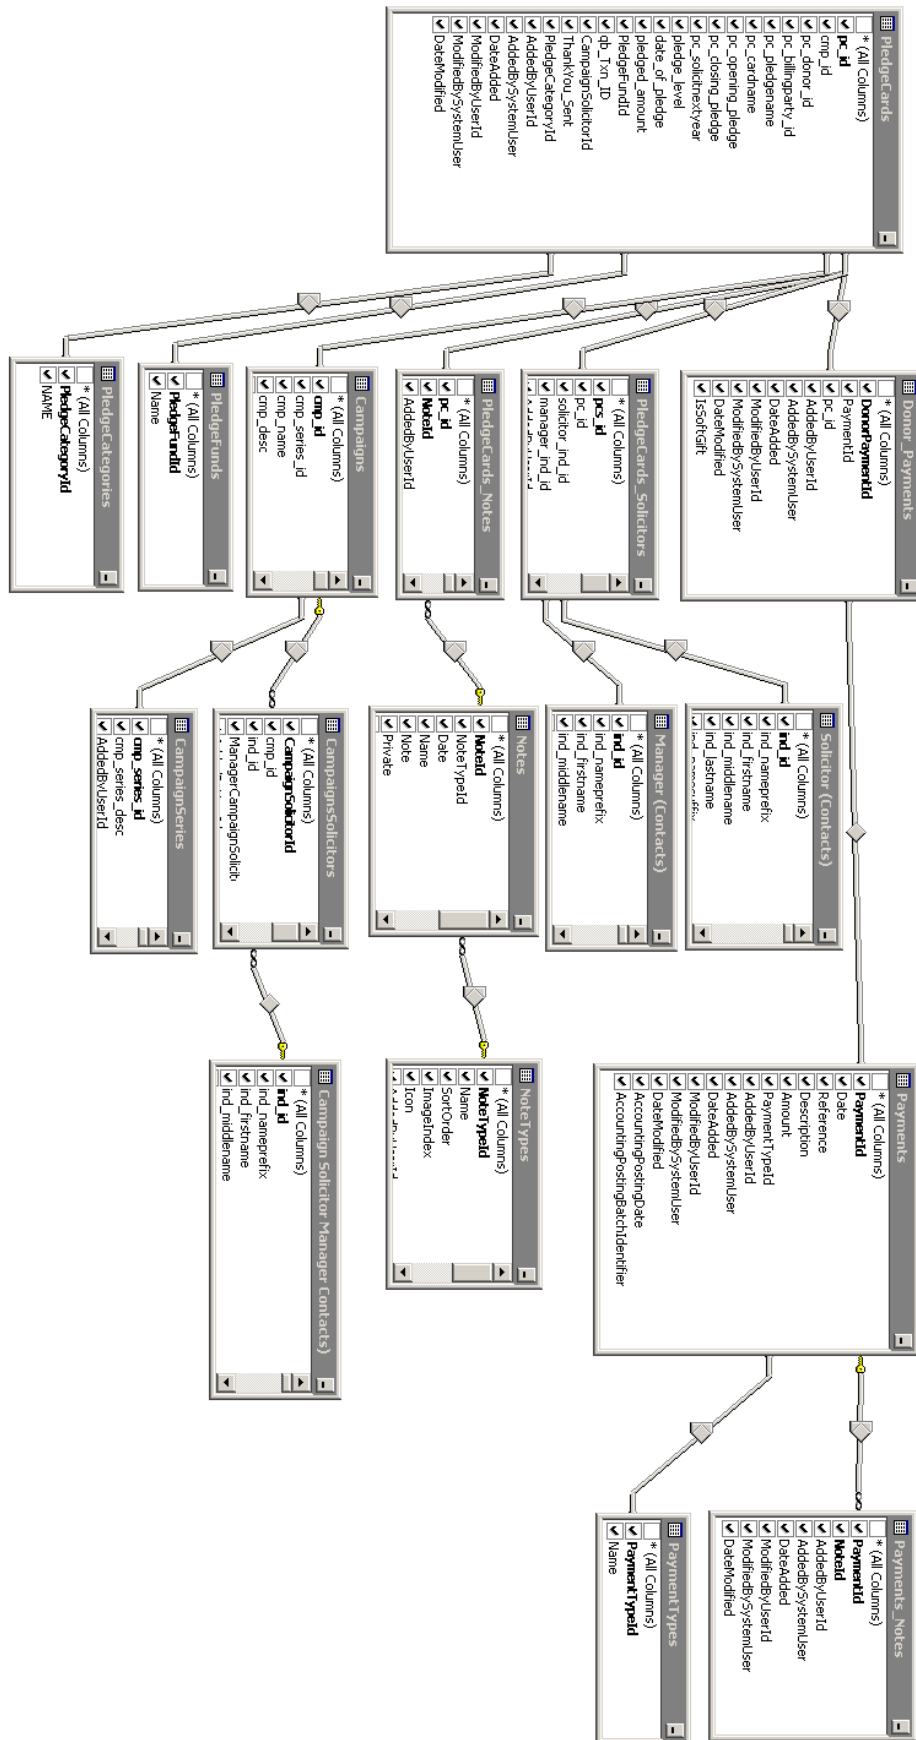 PledgeCards
* (All Columns)
pc_id
cmp_id
pc_donor_id
pc_billingparty_id
pc_pledgename
pc_cardname
pc_opening_pledge
pc_closing_pledge
pc_solicitnextyear
pledge_level
date_of_pledge
pledged_amount
PledgeFundId
qb_Txn_ID
CampaignSolicitorId
ThankYou_Sent
PledgeCategoryId
AddedByUserId
AddedBySystemUser
DateAdded
ModifiedByUserId
ModifiedBySystemUser
DateModified
Donor_Payments
* (All Columns)
DonorPaymentId
PaymentId
pc_id
AddedByUserId
AddedBySystemUser
DateAdded
ModifiedByUserId
ModifiedBySystemUser
DateModified
IsSoftGift
PledgeCards_Solicitors
* (All Columns)
pcs_id
pc_id
solicitor_ind_id
manager_ind_id
PledgeCards_Notes
* (All Columns)
pc_id
NoteId
AddedByUserId
Campaigns
* (All Columns)
cmp_id
cmp_series_id
cmp_name
cmp_desc
PledgeFunds
* (All Columns)
PledgeFundId
Name
PledgeCategories
* (All Columns)
PledgeCategoryId
NAME
Solicitor (Contacts)
* (All Columns)
ind_id
ind_nameprefix
ind_firstname
ind_middlename
ind_lastname
ind_namesuffix
Manager (Contacts)
* (All Columns)
ind_id
ind_nameprefix
ind_firstname
ind_middlename
Notes
* (All Columns)
NoteId
NoteTypeId
Date
Name
Note
Private
CampaignsSolicitors
* (All Columns)
CampaignSolicitorId
cmp_id
ind_id
ManagerCampaignSolicit
CampaignSeries
* (All Columns)
cmp_series_id
cmp_series_desc
AddedByUserId
Payments
* (All Columns)
PaymentId
Date
Reference
Description
Amount
PaymentTypeId
AddedByUserId
AddedBySystemUser
DateAdded
ModifiedByUserId
ModifiedBySystemUser
DateModified
AccountingPostingDate
AccountingPostingBatchIdentifier
NoteTypes
* (All Columns)
NoteTypeId
Name
SortOrder
ImageIndex
Icon
AddedByUserId
Campaign Solicitor Manager Contacts)
* (All Columns)
ind_id
ind_nameprefix
ind_firstname
ind_middlename
Payments_Notes
* (All Columns)
PaymentId
NoteId
AddedByUserId
AddedBySystemUser
DateAdded
ModifiedByUserId
ModifiedBySystemUser
DateModified
PaymentTypes
* (All Columns)
PaymentTypeId
Name